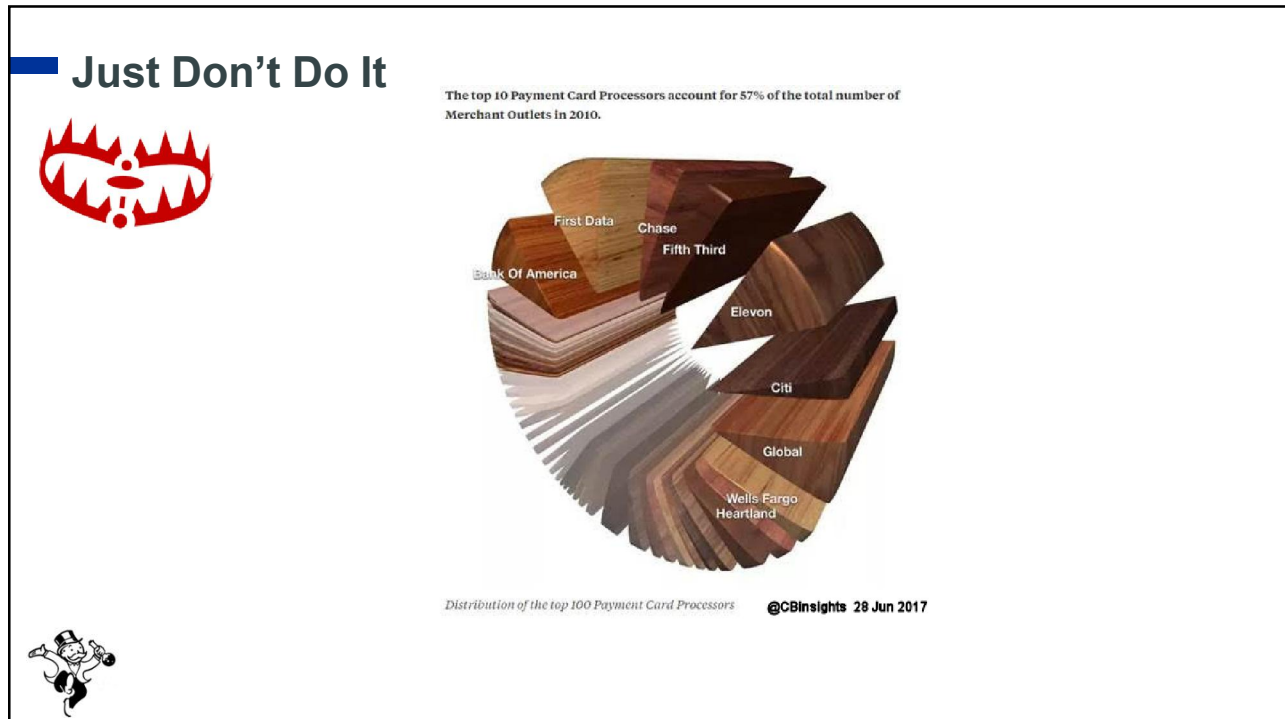 Just Don’t Do It
The top 10 Payment Card Processors account for 57% of the total number of
Merchant Outlets in 2010.
First Data
Chase
Fifth Third
Bank Of America
Elevon
Citi
Global
Wells Fargo
Heartland
Distribution of the top 100 Payment Card Processors
@CBInsights 28 Jun 2017